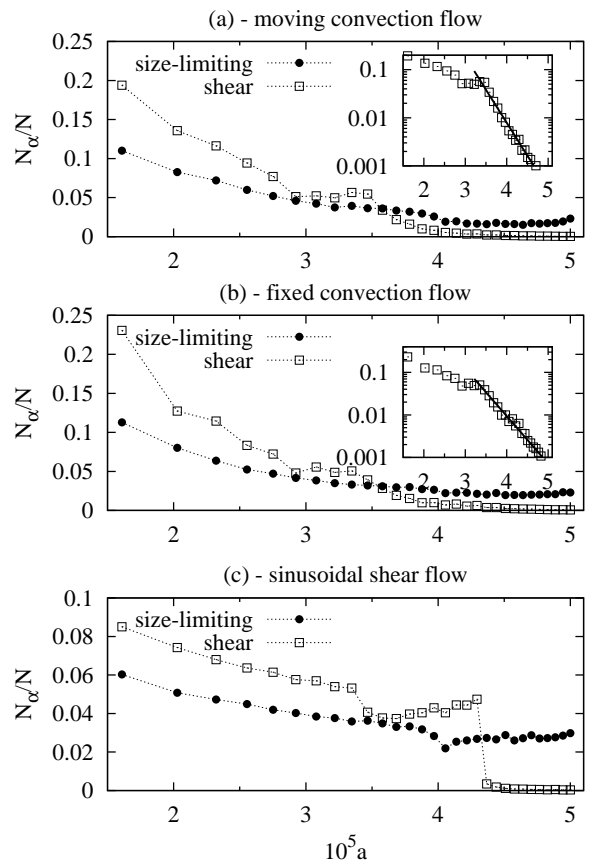 (a) - moving convection flow
0.25
0.2
0.15
0.1
0.05
0
N_α/N
size-limiting
shear
0.1
0.01
0.001
2 3 4 5
2 3 4 5
(b) - fixed convection flow
0.25
0.2
0.15
0.1
0.05
0
N_α/N
size-limiting
shear
0.1
0.01
0.001
2 3 4 5
2 3 4 5
(c) - sinusoidal shear flow
0.1
0.08
0.06
0.04
0.02
0
N_α/N
size-limiting
shear
2 3 4 5
10⁵a